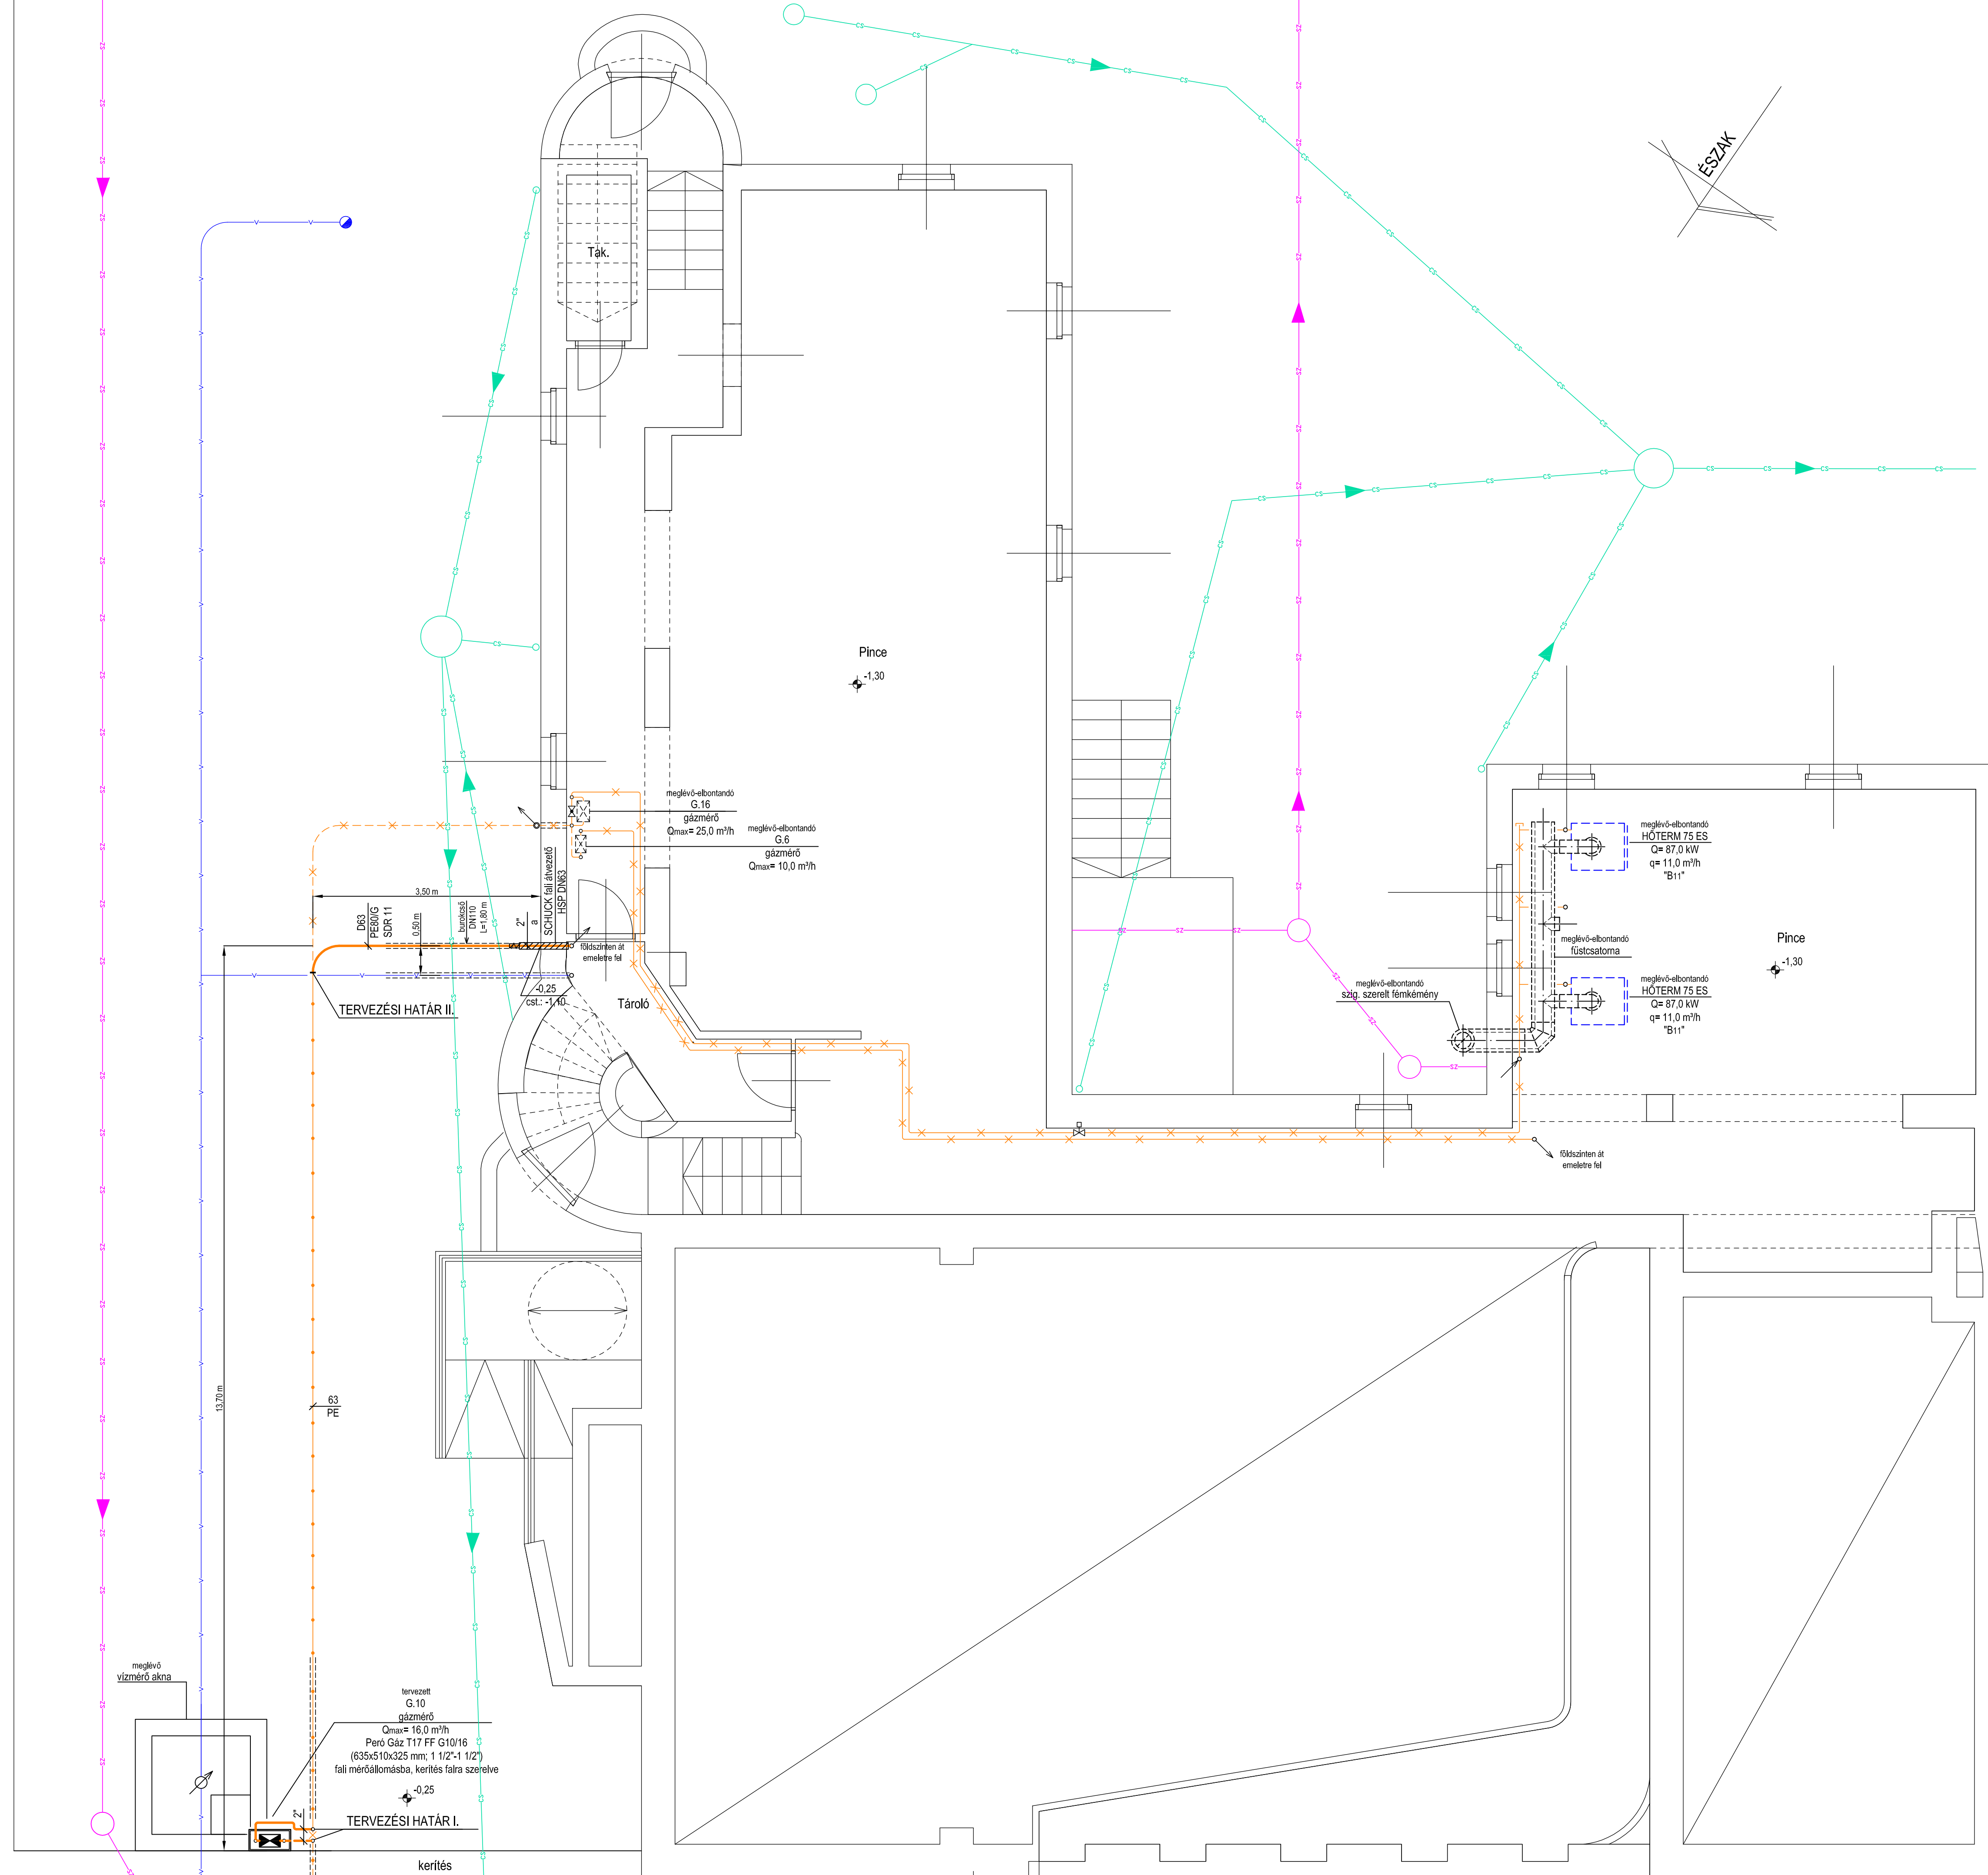 ÉSZAK
Tak.
Pince
-1,30
meglévő-elbontandó
G.16
gázmérő
Qmax= 25,0 m³/h
meglévő-elbontandó
G.6
gázmérő
Qmax= 10,0 m³/h
meglévő-elbontandó
HŐTERM 75 ES
Q= 87,0 kW
q= 11,0 m³/h
"B11"
3,50 m
D63
PE80/G
SDR 11
0,50 m
burokcső
DN110
L=1,80 m
2"
a
SCHUCK fali átvezető
HSP DN63
földszinten át
emeletre fel
-0,25
cst.: -1,10
Tároló
TERVEZÉSI HATÁR II.
meglévő-elbontandó
füstcsatorna
Pince
-1,30
meglévő-elbontandó
szig. szerelt fémkémény
meglévő-elbontandó
HŐTERM 75 ES
Q= 87,0 kW
q= 11,0 m³/h
"B11"
földszinten át
emeletre fel
13,70 m
63
PE
meglévő
vízmérő akna
tervezett
G.10
gázmérő
Qmax= 16,0 m³/h
Peró Gáz T17 FF G10/16
(635x510x325 mm; 1 1/2"-1 1/2")
fali mérőállomásba, kerítés falra szerelve
-0,25
2"
TERVEZÉSI HATÁR I.
kerítés